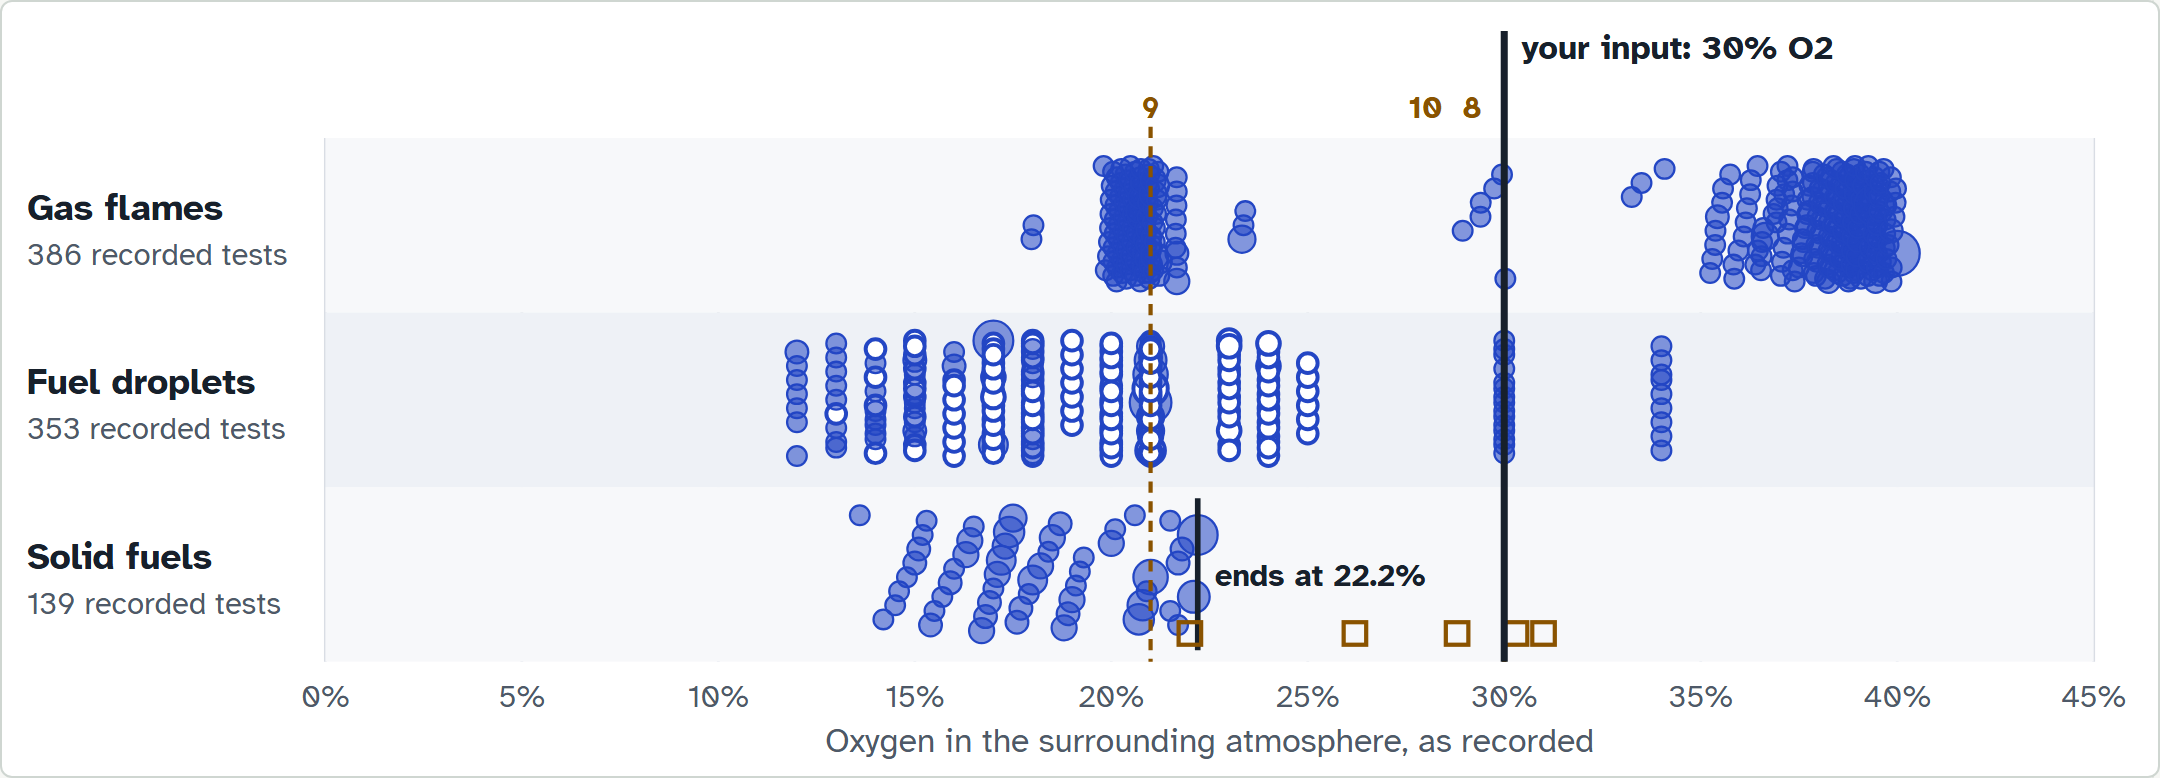 your input: 30% O2
9
10 8
Gas flames
386 recorded tests
Fuel droplets
353 recorded tests
Solid fuels
139 recorded tests
ends at 22.2%
0% 5% 10% 15% 20% 25% 30% 35% 40% 45%
Oxygen in the surrounding atmosphere, as recorded